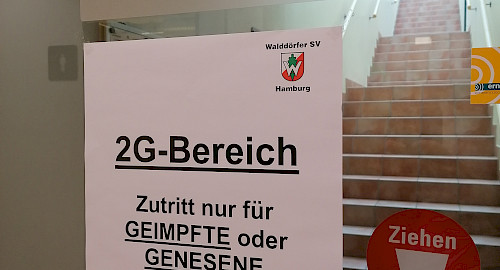 Walddörfer SV
Hamburg
2G-Bereich
Zutritt nur für
GEIMPFTE oder
GENESENE
Ziehen